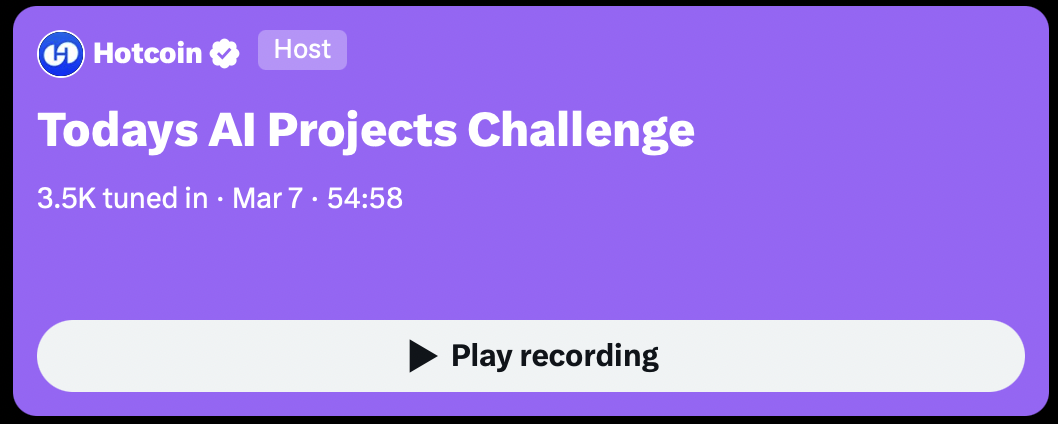 Hotcoin Host
Todays AI Projects Challenge
3.5K tuned in · Mar 7 · 54:58
Play recording